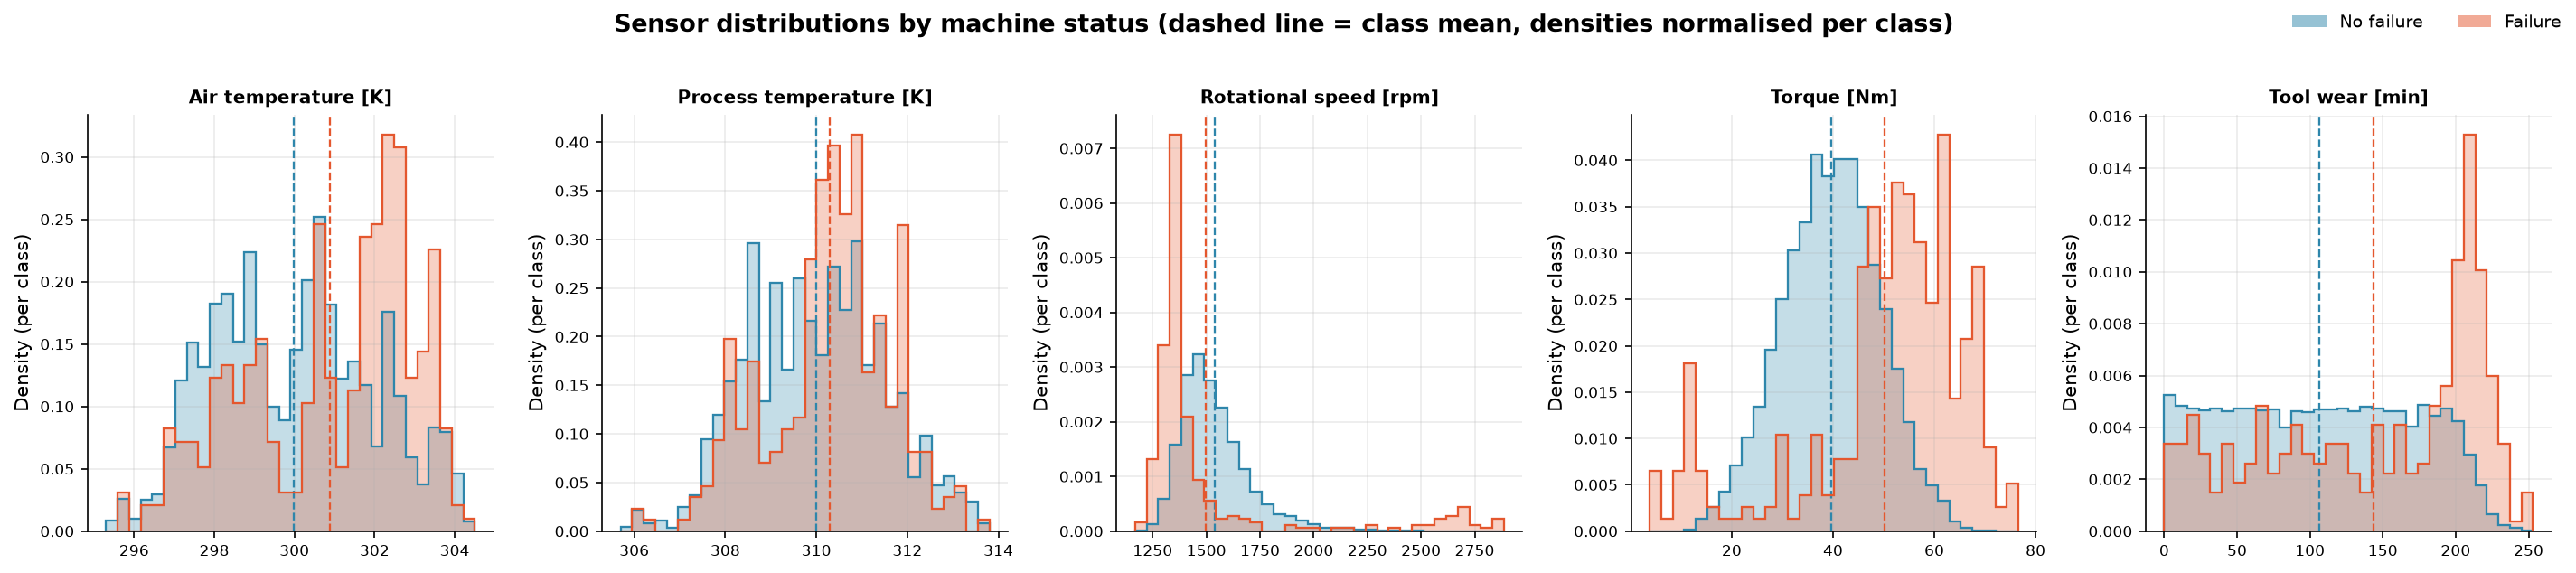 Sensor distributions by machine status (dashed line = class mean, densities normalised per class)
No failure
Failure
Air temperature [K]
Density (per class)
0.30
0.25
0.20
0.15
0.10
0.05
0.00
296 298 300 302 304
Process temperature [K]
Density (per class)
0.40
0.35
0.30
0.25
0.20
0.15
0.10
0.05
0.00
306 308 310 312 314
Rotational speed [rpm]
Density (per class)
0.007
0.006
0.005
0.004
0.003
0.002
0.001
0.000
1250 1500 1750 2000 2250 2500 2750
Torque [Nm]
Density (per class)
0.040
0.035
0.030
0.025
0.020
0.015
0.010
0.005
0.000
20 40 60 80
Tool wear [min]
Density (per class)
0.016
0.014
0.012
0.010
0.008
0.006
0.004
0.002
0.000
0 50 100 150 200 250